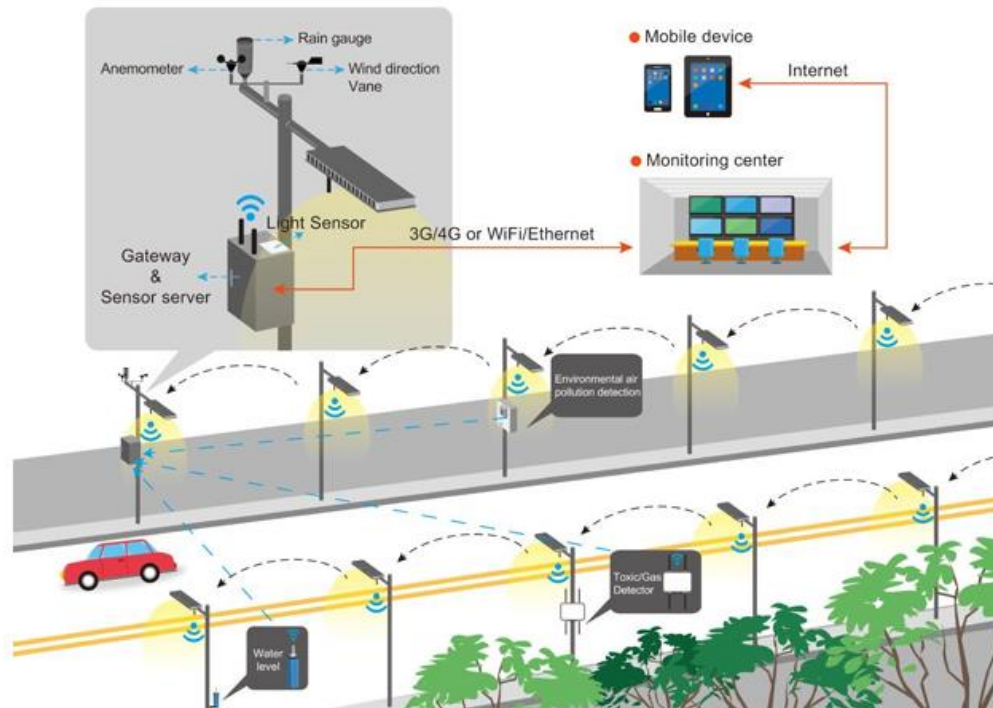 Rain gauge
Anemometer
Wind direction
Vane
Light Sensor
Gateway
&
Sensor server
3G/4G or WiFi/Ethernet
Mobile device
Internet
Monitoring center
Environmental air
pollution detection
Toxic/Gas
Detector
Water
level